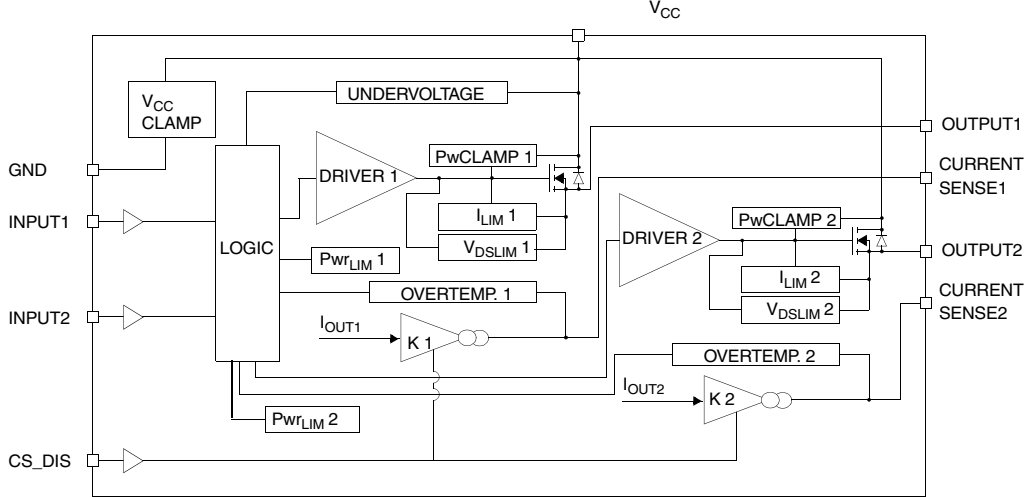 VCC
VCC
CLAMP
UNDERVOLTAGE
OUTPUT1
PwCLAMP 1
GND
DRIVER 1
CURRENT
SENSE1
INPUT1
ILIM 1
PwCLAMP 2
LOGIC
DRIVER 2
VDSLIM 1
OUTPUT2
PwrLIM 1
ILIM 2
OVERTEMP. 1
CURRENT
SENSE2
INPUT2
VDSLIM 2
IOUT1
K 1
OVERTEMP. 2
IOUT2
K 2
PwrLIM 2
CS_DIS